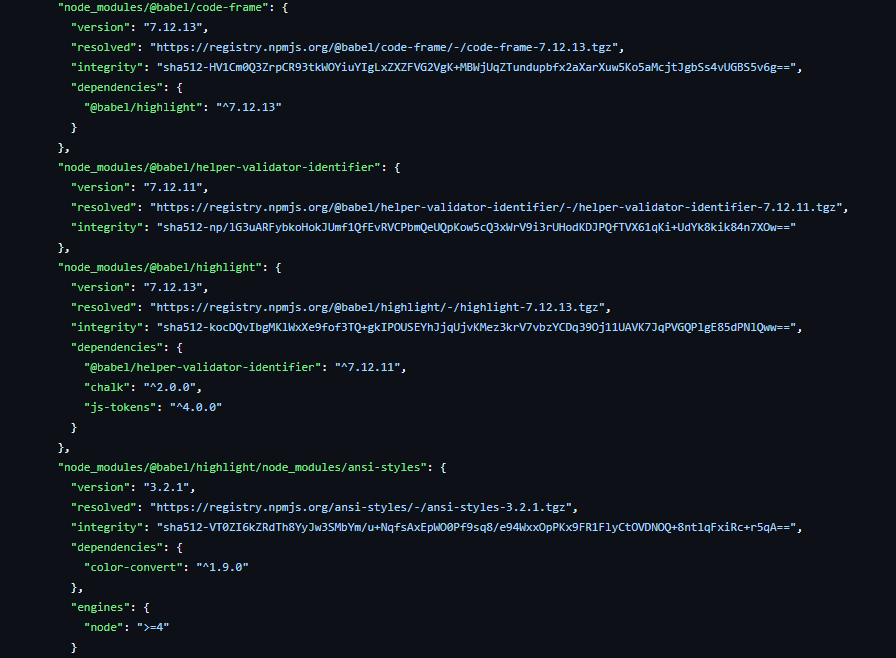 "node_modules/@babel/code-frame": {
"version": "7.12.13",
"resolved": "https://registry.npmjs.org/@babel/code-frame/-/code-frame-7.12.13.tgz",
"integrity": "sha512-HV1Cm0Q3ZrpCR93tkWOYiuYIgLxZXZFVG2VgK+MBWjUqZTundupbfx2aXarXuw5Ko5aMcjtJgbSs4vUGBS5v6g==",
"dependencies": {
"@babel/highlight": "^7.12.13"
}
},
"node_modules/@babel/helper-validator-identifier": {
"version": "7.12.11",
"resolved": "https://registry.npmjs.org/@babel/helper-validator-identifier/-/helper-validator-identifier-7.12.11.tgz",
"integrity": "sha512-np/lG3uARFybkoHokJUmf1QfEvRVCPbmQeUQpKow5cQ3xWrV9i3rUHodKDJPQfTVX61qKi+UdYk8kik84n7XOw=="
},
"node_modules/@babel/highlight": {
"version": "7.12.13",
"resolved": "https://registry.npmjs.org/@babel/highlight/-/highlight-7.12.13.tgz",
"integrity": "sha512-kocDQvIbgMKlWxXe9fof3TQ+gkIPOUSEYhJjqUjvKMez3krV7vbzYCDq39Oj11UAVK7JqPVGQPlgE85dPNlQww==",
"dependencies": {
"@babel/helper-validator-identifier": "^7.12.11",
"chalk": "^2.0.0",
"js-tokens": "^4.0.0"
}
},
"node_modules/@babel/highlight/node_modules/ansi-styles": {
"version": "3.2.1",
"resolved": "https://registry.npmjs.org/ansi-styles/-/ansi-styles-3.2.1.tgz",
"integrity": "sha512-VT0ZI6kZRdTh8YyJw3SMbYm/u+NqfsAxEpWO0Pf9sq8/e94WxxOpPKx9FR1FlyCtOVDNOQ+8ntlqFxiRc+r5qA==",
"dependencies": {
"color-convert": "^1.9.0"
},
"engines": {
"node": ">=4"
}